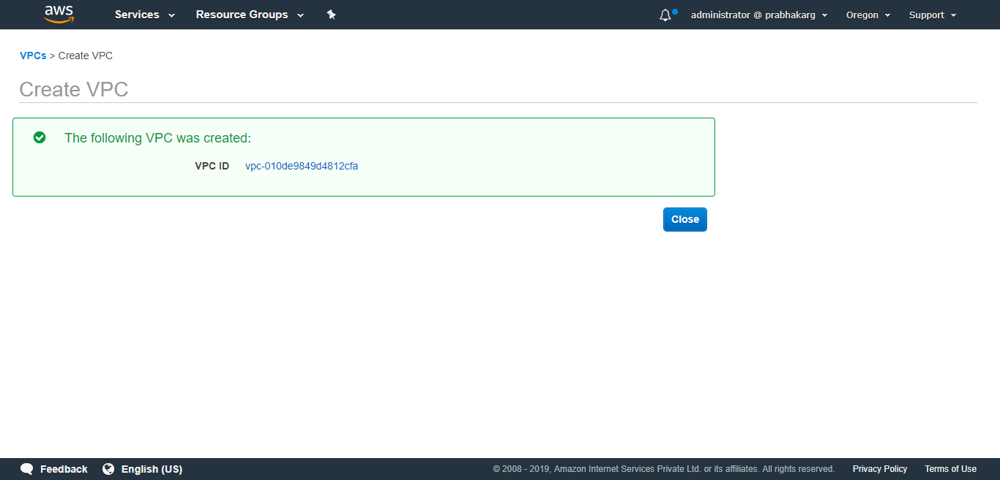 aws Services Resource Groups administrator @ prabhakarg Oregon Support
VPCs > Create VPC
Create VPC
The following VPC was created:
VPC ID vpc-010de9849d4812cfa
Close
Feedback English (US) © 2008 - 2019, Amazon Internet Services Private Ltd. or its affiliates. All rights reserved. Privacy Policy Terms of Use